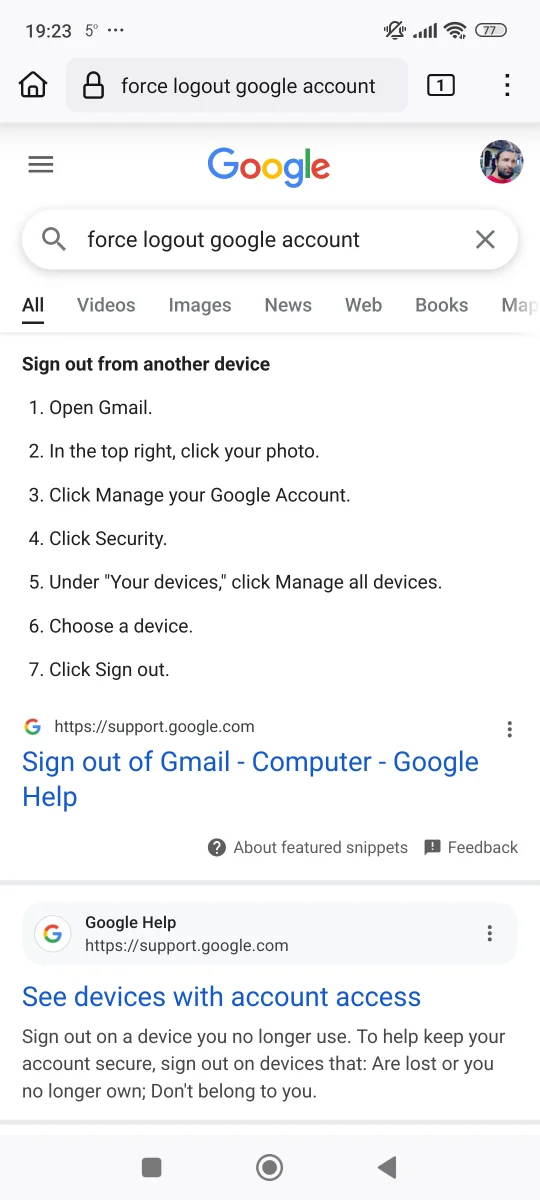 19:23 5° ... 77
force logout google account 1
Google
force logout google account
All Videos Images News Web Books Map
Sign out from another device
1. Open Gmail.
2. In the top right, click your photo.
3. Click Manage your Google Account.
4. Click Security.
5. Under "Your devices," click Manage all devices.
6. Choose a device.
7. Click Sign out.
https://support.google.com
Sign out of Gmail - Computer - Google
Help
About featured snippets Feedback
Google Help
https://support.google.com
See devices with account access
Sign out on a device you no longer use. To help keep your
account secure, sign out on devices that: Are lost or you
no longer own; Don't belong to you.